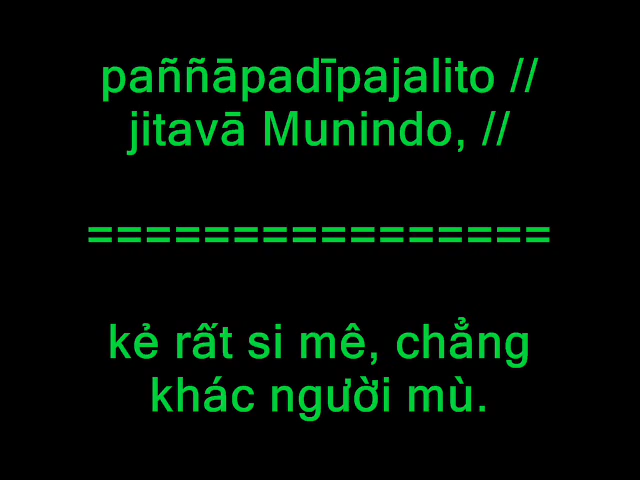 paññāpadīpajalito //
jitavā Munindo, //
================
kẻ rất si mê, chẳng
khác người mù.